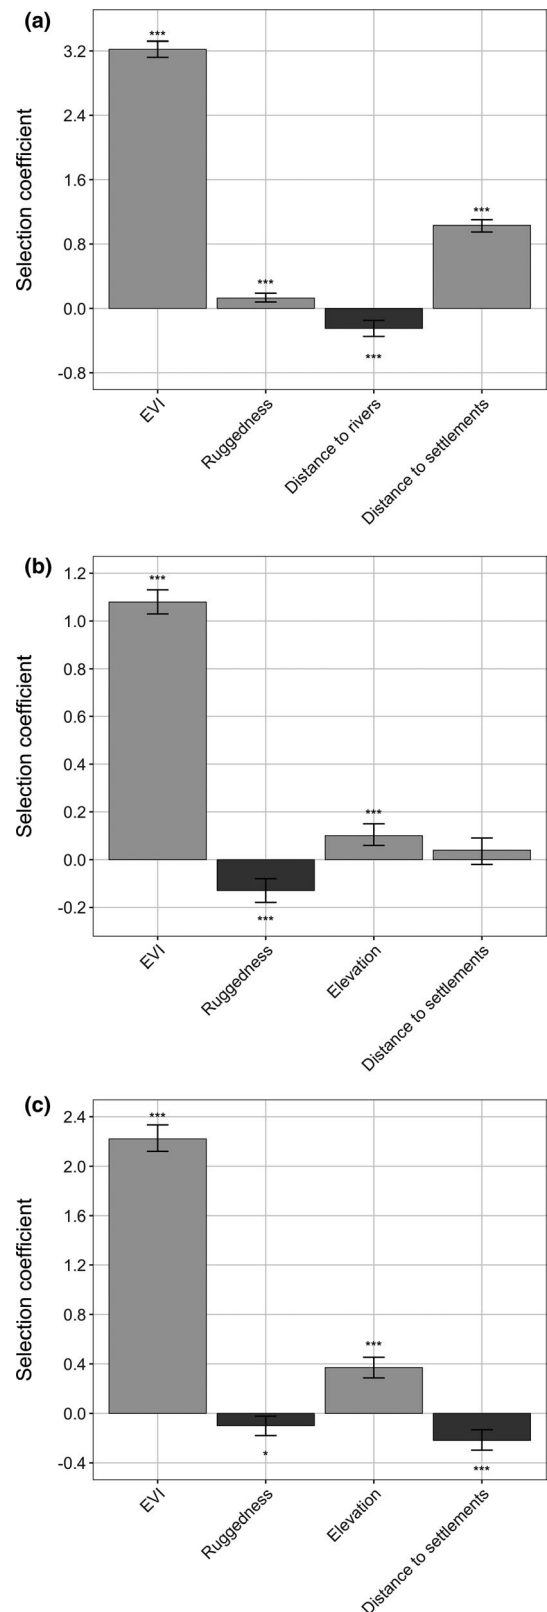 (a)
***
3.2
2.4
Selection coefficient
1.6
***
0.8
***
0.0
***
-0.8
EVI
Ruggedness
Distance to rivers
Distance to settlements
(b)
1.2
***
1.0
0.8
Selection coefficient
0.6
0.4
***
0.2
0.0
-0.2
***
EVI
Ruggedness
Elevation
Distance to settlements
(c)
2.4
***
2.0
1.6
Selection coefficient
1.2
0.8
***
0.4
0.0
*
-0.4
***
EVI
Ruggedness
Elevation
Distance to settlements